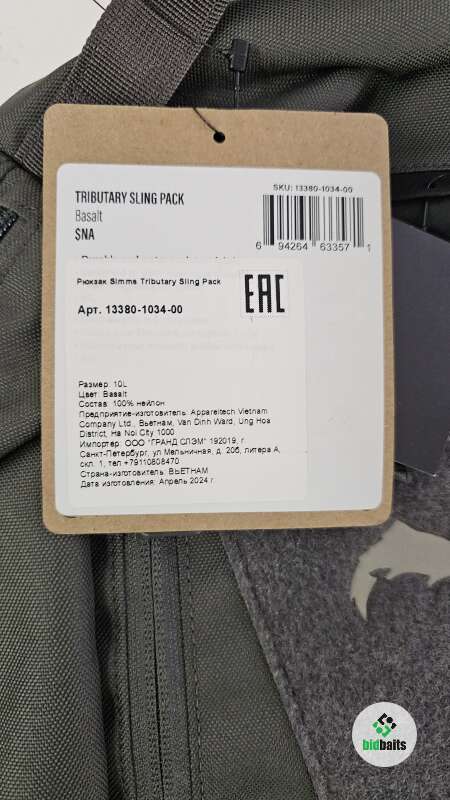 TRIBUTARY SLING PACK
Basalt
$NA
SKU: 13380-1034-00
6 94264 63357 1
Рюкзак Simms Tributary Sling Pack
EAC
Арт. 13380-1034-00
Размер: 10L
Цвет: Basalt
Состав: 100% нейлон
Предприятие-изготовитель: Appareltech Vietnam
Company Ltd., Вьетнам, Van Dinh Ward, Ung Hoa
District, Ha Noi City 1000
Импортер: ООО "ГРАНД СЛЭМ" 192019, г.
Санкт-Петербург, ул Мельничная, д. 20б, литера А,
скл. 1, тел +79110808470
Страна-изготовитель: ВЬЕТНАМ
Дата изготовления: Апрель 2024 г.
bidbaits